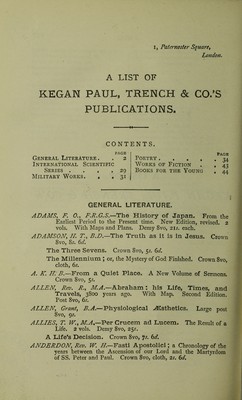 1, Paternoster Square,
London.
A LIST OF
KEGAN PAUL, TRENCH & CO.'S
PUBLICATIONS.
CONTENTS.
PAGE
GENERAL LITERATURE. . 2
INTERNATIONAL SCIENTIFIC
SERIES . . . . 29
MILITARY WORKS. . . 31
PAGE
POETRY. . . . . 34
WORKS OF FICTION . . 43
BOOKS FOR THE YOUNG . 44
GENERAL LITERATURE.
ADAMS, F. O., F.R.G.S.—The History of Japan. From the
Earliest Period to the Present time. New Edition, revised. 2
vols. With Maps and Plans. Demy 8vo, 21s. each.
ADAMSON, H. T., B.D.—The Truth as it is in Jesus. Crown
8vo, 8s. 6d.
The Three Sevens. Crown 8vo, 5s. 6d.
The Millennium; or, the Mystery of God Finished. Crown 8vo,
cloth, 6s.
A. K. H. B.—From a Quiet Place. A New Volume of Sermons.
Crown 8vo, 5s.
ALLEN, Rev. R., M.A.—Abraham; his Life, Times, and
Travels, 3800 years ago. With Map. Second Edition.
Post 8vo, 6s.
ALLEN, Grant, B.A.—Physiological Æsthetics. Large post
8vo, 9s.
ALLIES, T. W., M.A.—Per Crucem ad Lucem. The Result of a
Life. 2 vols. Demy 8vo, 25s.
A Life's Decision. Crown 8vo, 7s. 6d.
ANDERDON, Rev. W. H.—Fasti Apostolici; a Chronology of the
years between the Ascension of our Lord and the Martyrdom
of SS. Peter and Paul. Crown 8vo, cloth, 2s. 6d.